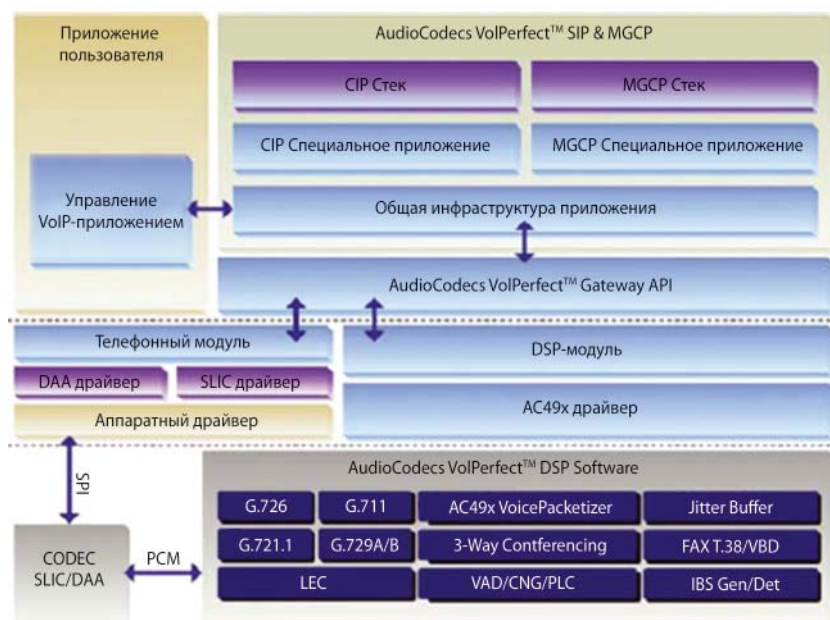 Приложение
пользователя
AudioCodecs VolPerfect™ SIP & MGCP
CIP Стек
MGCP Стек
CIP Специальное приложение
MGCP Специальное приложение
Управление
VoIP-приложением
Общая инфраструктура приложения
AudioCodecs VolPerfect™ Gateway API
Телефонный модуль
DSP-модуль
DAA драйвер
SLIC драйвер
AC49x драйвер
Аппаратный драйвер
SPI
AudioCodecs VolPerfect™ DSP Software
G.726
G.711
AC49x VoicePacketizer
Jitter Buffer
G.721.1
G.729A/B
3-Way Contferencing
FAX T.38/VBD
CODEC
SLIC/DAA
PCM
LEC
VAD/CNG/PLC
IBS Gen/Det